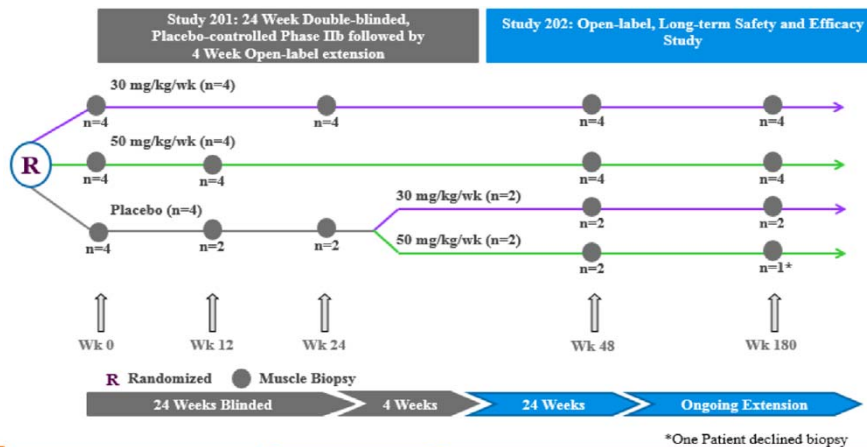 Study 201: 24 Week Double-blinded,
Placebo-controlled Phase IIb followed by
4 Week Open-label extension
Study 202: Open-label, Long-term Safety and Efficacy
Study
30 mg/kg/wk (n=4)
n=4
n=4
n=4
n=4
R
50 mg/kg/wk (n=4)
n=4
n=4
n=4
n=4
Placebo (n=4)
n=4
n=2
n=2
30 mg/kg/wk (n=2)
n=2
n=2
50 mg/kg/wk (n=2)
n=2
n=1*
Wk 0
Wk 12
Wk 24
Wk 48
Wk 180
R Randomized
Muscle Biopsy
24 Weeks Blinded
4 Weeks
24 Weeks
Ongoing Extension
*One Patient declined biopsy